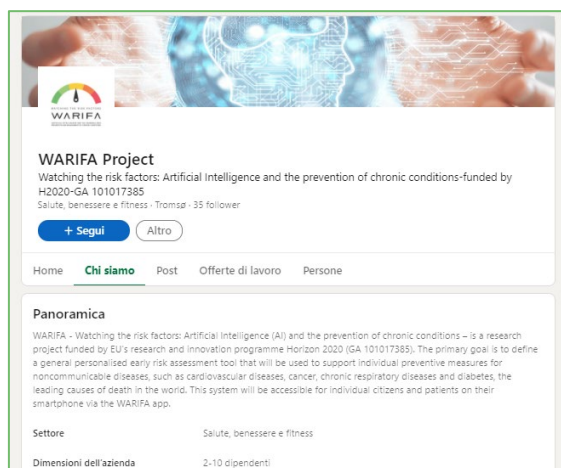 WARIFA
WARIFA Project
Watching the risk factors: Artificial Intelligence and the prevention of chronic conditions-funded by
H2020-GA 101017385
Salute, benessere e fitness · Tromsø · 35 follower
+ Segui Altro
Home Chi siamo Post Offerte di lavoro Persone
Panoramica
WARIFA - Watching the risk factors: Artificial Intelligence (AI) and the prevention of chronic conditions – is a research
project funded by EU's research and innovation programme Horizon 2020 (GA 101017385). The primary goal is to define
a general personalised early risk assessment tool that will be used to support individual preventive measures for
noncommunicable diseases, such as cardiovascular diseases, cancer, chronic respiratory diseases and diabetes, the
leading causes of death in the world. This system will be accessible for individual citizens and patients on their
smartphone via the WARIFA app.
Settore Salute, benessere e fitness
Dimensioni dell'azienda 2-10 dipendenti